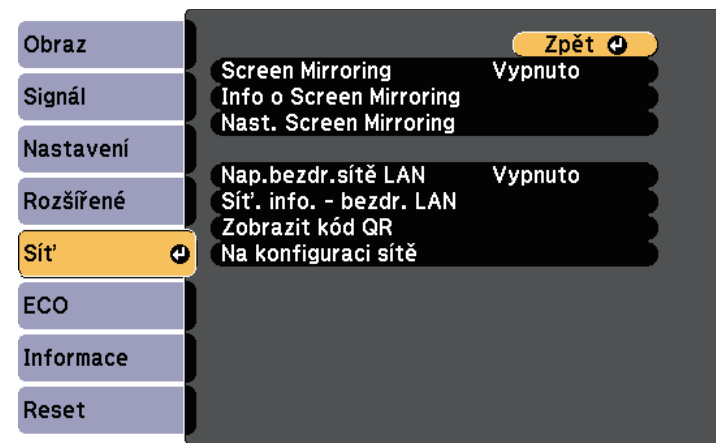 Obraz
Signál
Nastavení
Rozšířené
Síť
ECO
Informace
Reset
Zpět
Screen Mirroring Vypnuto
Info o Screen Mirroring
Nast. Screen Mirroring
Nap.bezdr.sítě LAN Vypnuto
Síť. info. - bezdr. LAN
Zobrazit kód QR
Na konfiguraci sítě